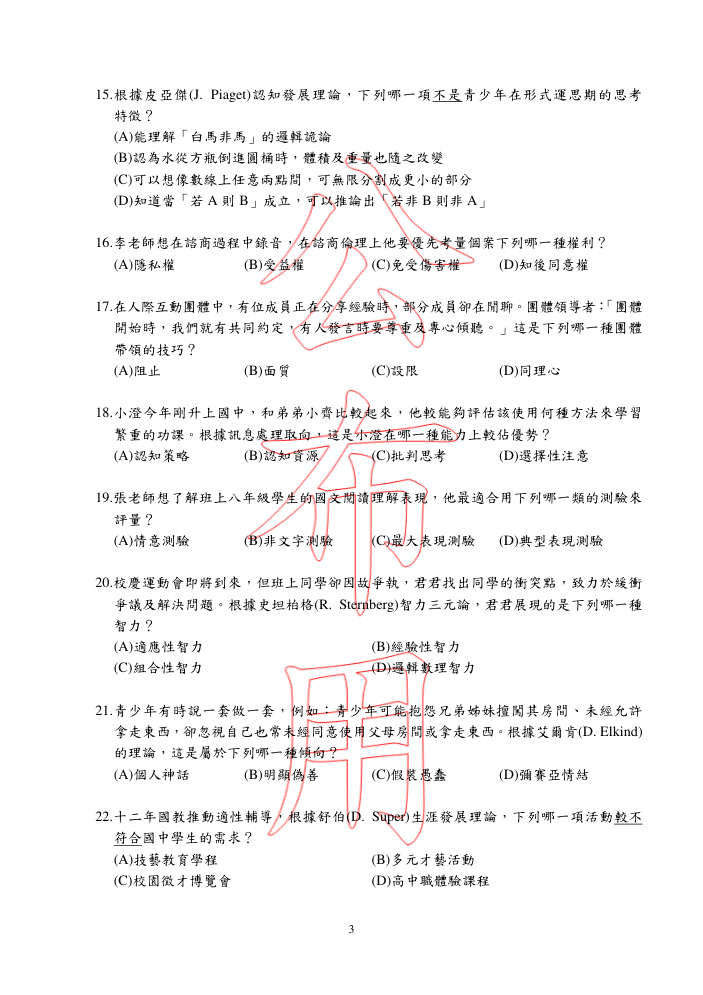 15.根據皮亞傑(J. Piaget)認知發展理論，下列哪一項不是青少年在形式運思期的思考
特徵？
(A)能理解「白馬非馬」的邏輯詭論
(B)認為水從方瓶倒進圓桶時，體積及重量也隨之改變
(C)可以想像數線上任意兩點間，可無限分割成更小的部分
(D)知道當「若 A 則 B」成立，可以推論出「若非 B 則非 A」
16.李老師想在諮商過程中錄音，在諮商倫理上他要優先考量個案下列哪一種權利？
(A)隱私權 (B)受益權 (C)免受傷害權 (D)知後同意權
17.在人際互動團體中，有位成員正在分享經驗時，部分成員卻在閒聊。團體領導者：「團體
開始時，我們就有共同約定，有人發言時要尊重及專心傾聽。」這是下列哪一種團體
帶領的技巧？
(A)阻止 (B)面質 (C)設限 (D)同理心
18.小澄今年剛升上國中，和弟弟小齊比較起來，他較能夠評估該使用何種方法來學習
繁重的功課。根據訊息處理取向，這是小澄在哪一種能力上較佔優勢？
(A)認知策略 (B)認知資源 (C)批判思考 (D)選擇性注意
19.張老師想了解班上八年級學生的國文閱讀理解表現，他最適合用下列哪一類的測驗來
評量？
(A)情意測驗 (B)非文字測驗 (C)最大表現測驗 (D)典型表現測驗
20.校慶運動會即將到來，但班上同學卻因故爭執，君君找出同學的衝突點，致力於緩衝
爭議及解決問題。根據史坦柏格(R. Sternberg)智力三元論，君君展現的是下列哪一種
智力？
(A)適應性智力 (B)經驗性智力
(C)組合性智力 (D)邏輯數理智力
21.青少年有時說一套做一套，例如：青少年可能抱怨兄弟姊妹擅闖其房間、未經允許
拿走東西，卻忽視自己也常未經同意使用父母房間或拿走東西。根據艾爾肯(D. Elkind)
的理論，這是屬於下列哪一種傾向？
(A)個人神話 (B)明顯偽善 (C)假裝愚蠢 (D)彌賽亞情結
22.十二年國教推動適性輔導，根據舒伯(D. Super)生涯發展理論，下列哪一項活動較不
符合國中學生的需求？
(A)技藝教育學程 (B)多元才藝活動
(C)校園徵才博覽會 (D)高中職體驗課程
3
公布用